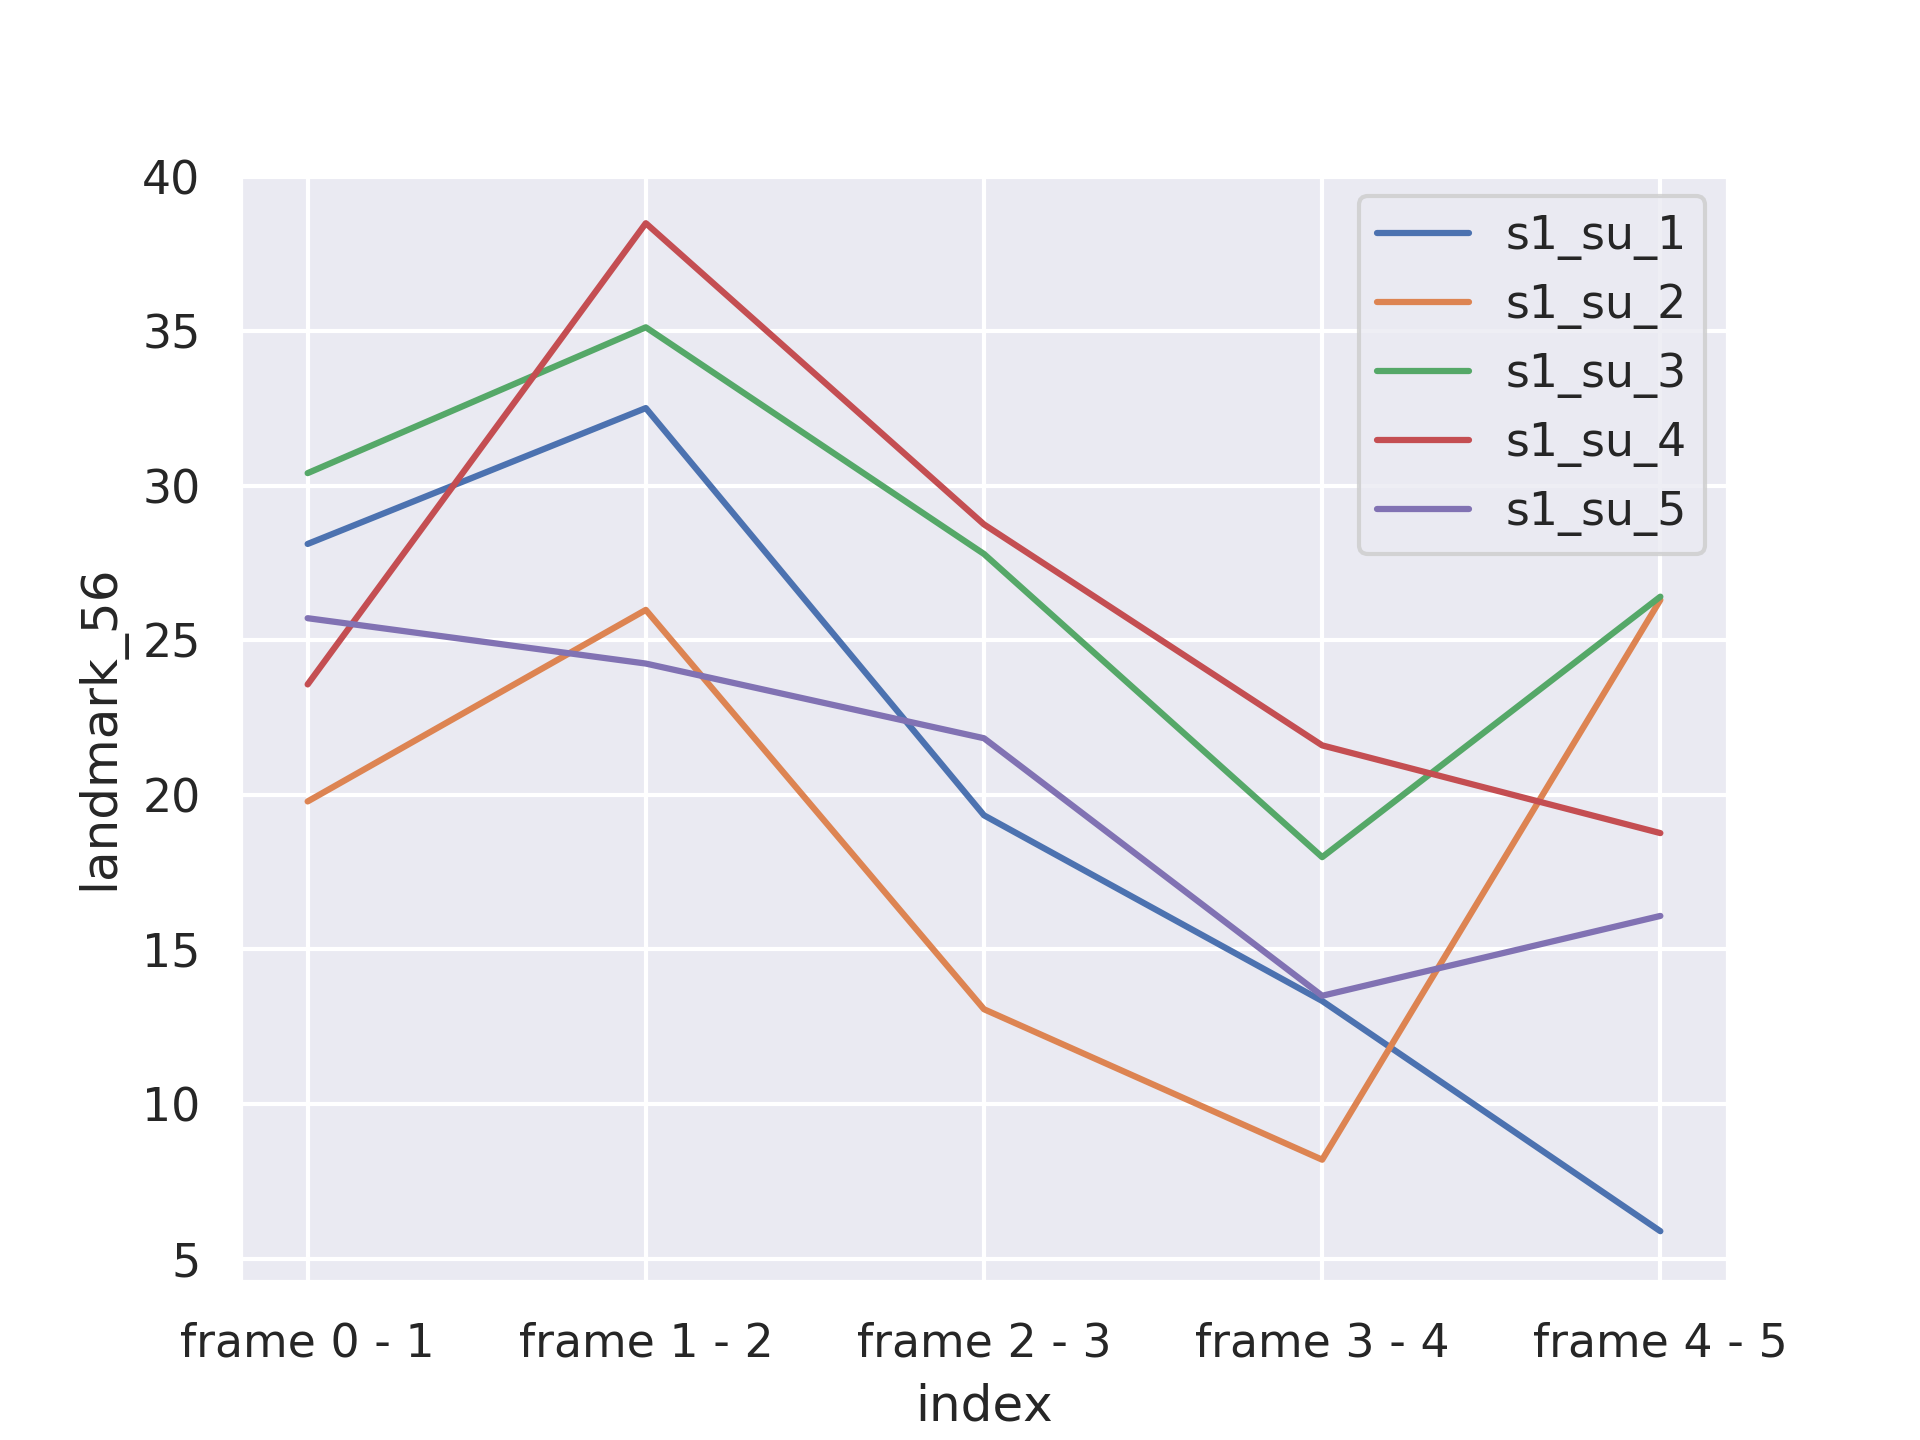 40
35
30
25
20
15
10
5
landmark_56
s1_su_1
s1_su_2
s1_su_3
s1_su_4
s1_su_5
frame 0 - 1 frame 1 - 2 frame 2 - 3 frame 3 - 4 frame 4 - 5
index